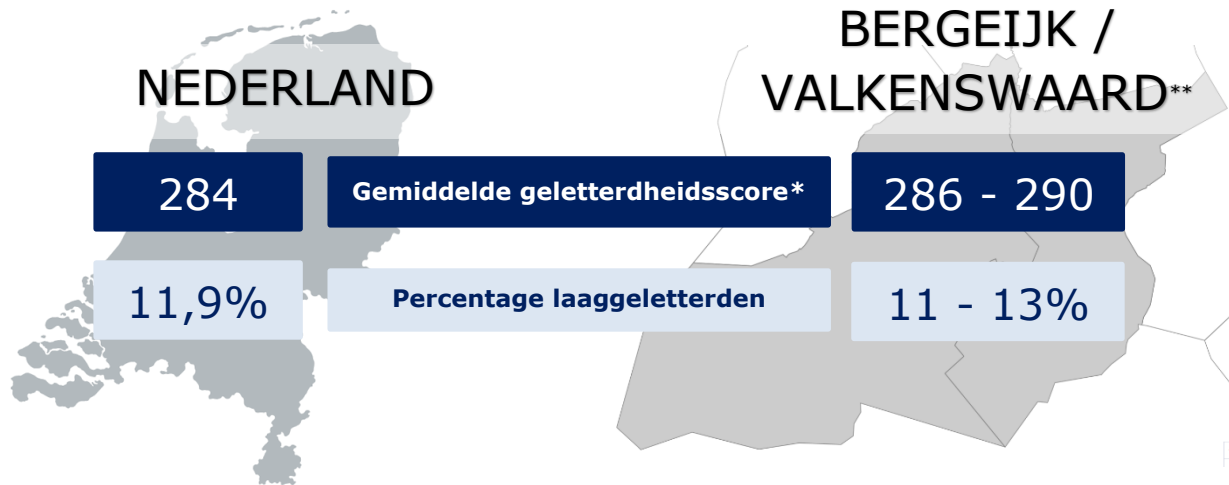 NEDERLAND
BERGEIJK /
VALKENSWAARD**
284
Gemiddelde geletterdheidsscore*
286 - 290
11,9%
Percentage laaggeletterden
11 - 13%